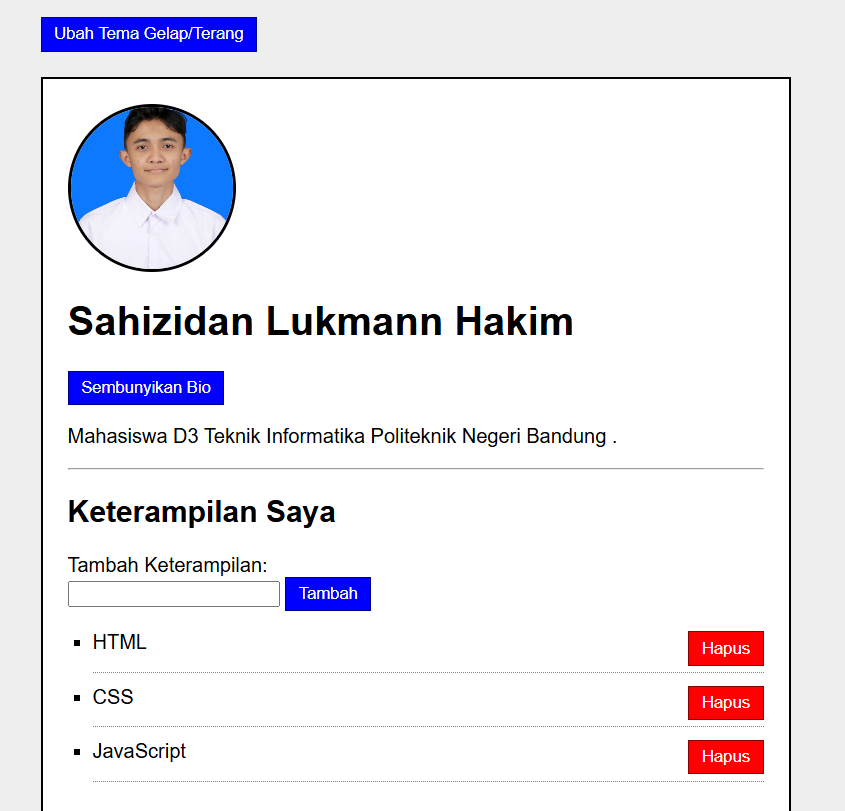 Ubah Tema Gelap/Terang
Sahizidan Lukmann Hakim
Sembunyikan Bio
Mahasiswa D3 Teknik Informatika Politeknik Negeri Bandung .
Keterampilan Saya
Tambah Keterampilan:
Tambah
HTML Hapus
CSS Hapus
JavaScript Hapus